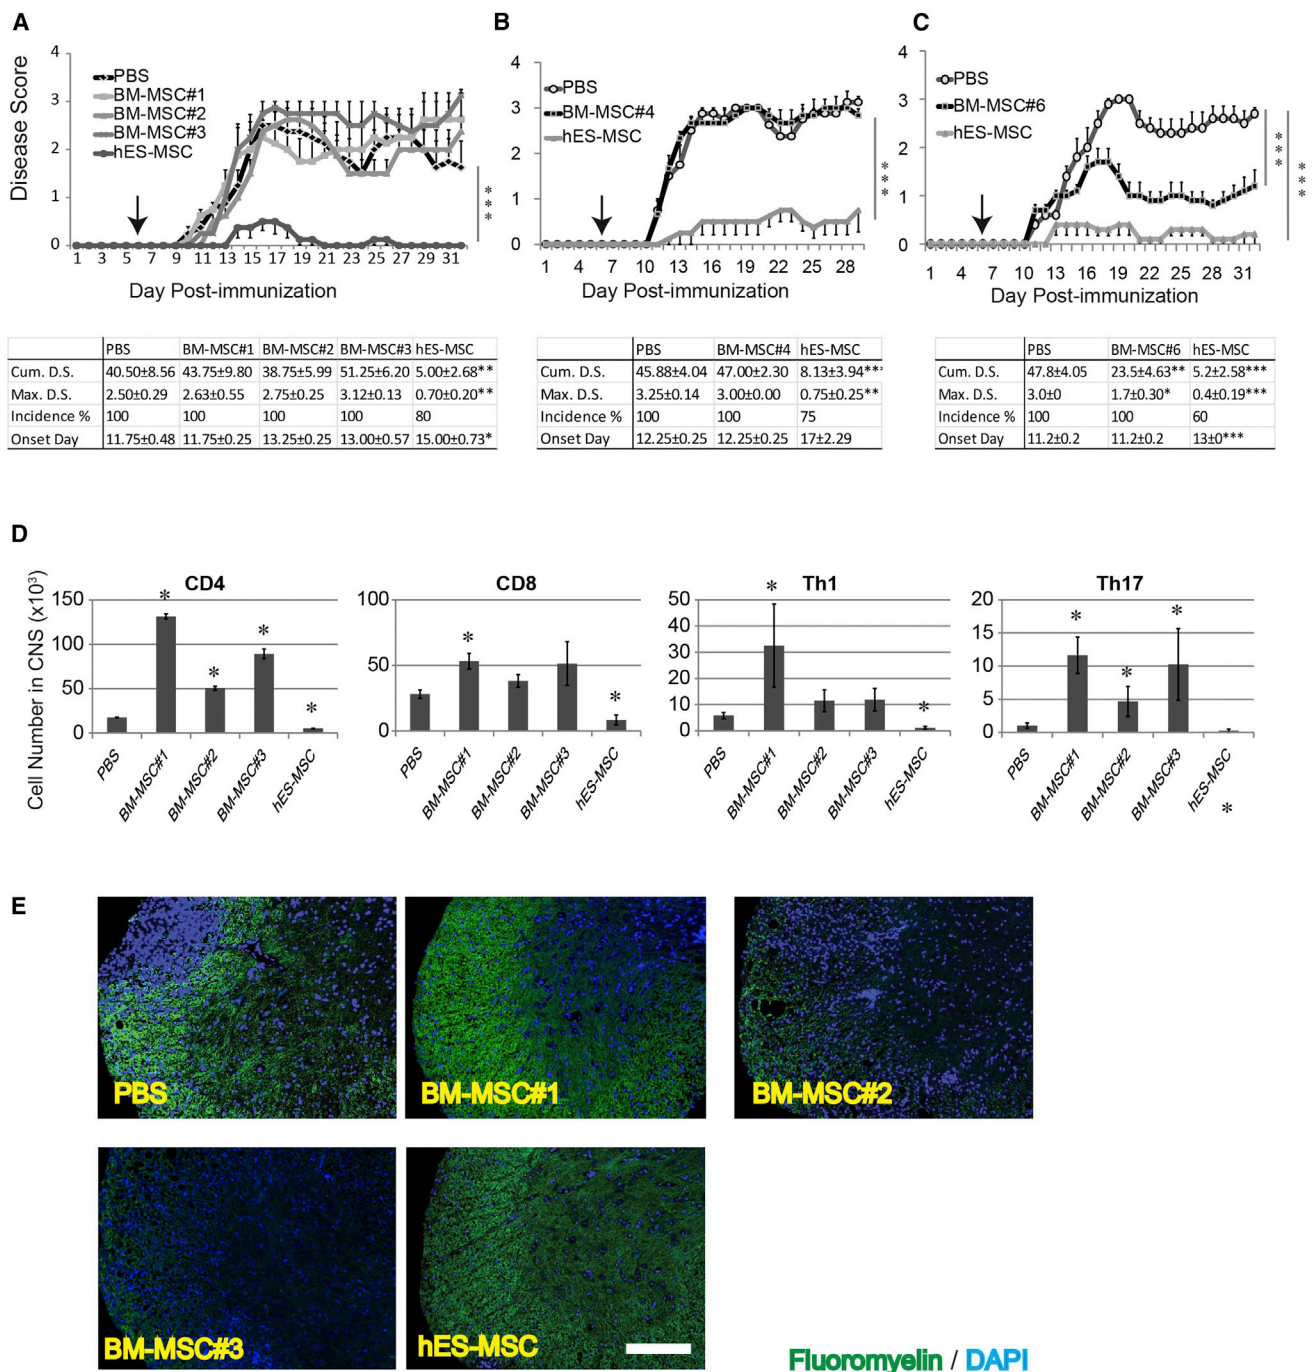 A
Disease Score
4
3
2
1
0
PBS
BM-MSC#1
BM-MSC#2
BM-MSC#3
hES-MSC
***
1 3 5 7 9 11 13 15 17 19 21 23 25 27 29 31
Day Post-immunization
B
4
3
2
1
0
PBS
BM-MSC#4
hES-MSC
***
1 4 7 10 13 16 19 22 25 28
Day Post-immunization
C
4
3
2
1
0
PBS
BM-MSC#6
hES-MSC
***
***
1 4 7 10 13 16 19 22 25 28 31
Day Post-immunization
PBS BM-MSC#1 BM-MSC#2 BM-MSC#3 hES-MSC
Cum. D.S. 40.50±8.56 43.75±9.80 38.75±5.99 51.25±6.20 5.00±2.68**
Max. D.S. 2.50±0.29 2.63±0.55 2.75±0.25 3.12±0.13 0.70±0.20**
Incidence % 100 100 100 100 80
Onset Day 11.75±0.48 11.75±0.25 13.25±0.25 13.00±0.57 15.00±0.73*
PBS BM-MSC#4 hES-MSC
Cum. D.S. 45.88±4.04 47.00±2.30 8.13±3.94***
Max. D.S. 3.25±0.14 3.00±0.00 0.75±0.25**
Incidence % 100 100 75
Onset Day 12.25±0.25 12.25±0.25 17±2.29
PBS BM-MSC#6 hES-MSC
Cum. D.S. 47.8±4.05 23.5±4.63** 5.2±2.58***
Max. D.S. 3.0±0 1.7±0.30* 0.4±0.19***
Incidence % 100 100 60
Onset Day 11.2±0.2 11.2±0.2 13±0***
D
Cell Number in CNS (x10³)
CD4
150
100
50
0
* * * *
PBS BM-MSC#1 BM-MSC#2 BM-MSC#3 hES-MSC
CD8
100
50
0
* *
PBS BM-MSC#1 BM-MSC#2 BM-MSC#3 hES-MSC
Th1
50
40
30
20
10
0
* *
PBS BM-MSC#1 BM-MSC#2 BM-MSC#3 hES-MSC
Th17
20
15
10
5
0
* * *
PBS BM-MSC#1 BM-MSC#2 BM-MSC#3 hES-MSC
*
E
PBS
BM-MSC#1
BM-MSC#2
BM-MSC#3
hES-MSC
Fluoromyelin / DAPI